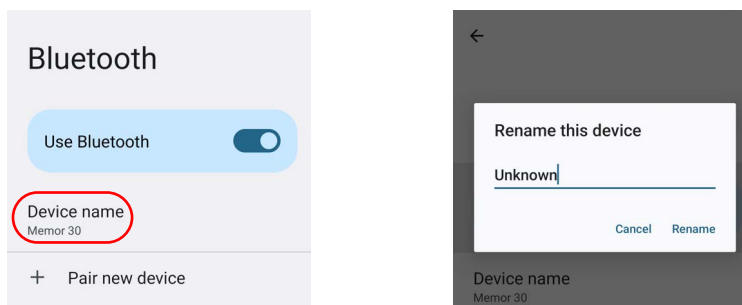 Bluetooth
Use Bluetooth
Device name
Memor 30
+ Pair new device
Rename this device
Unknown
Cancel Rename
Device name
Memor 30